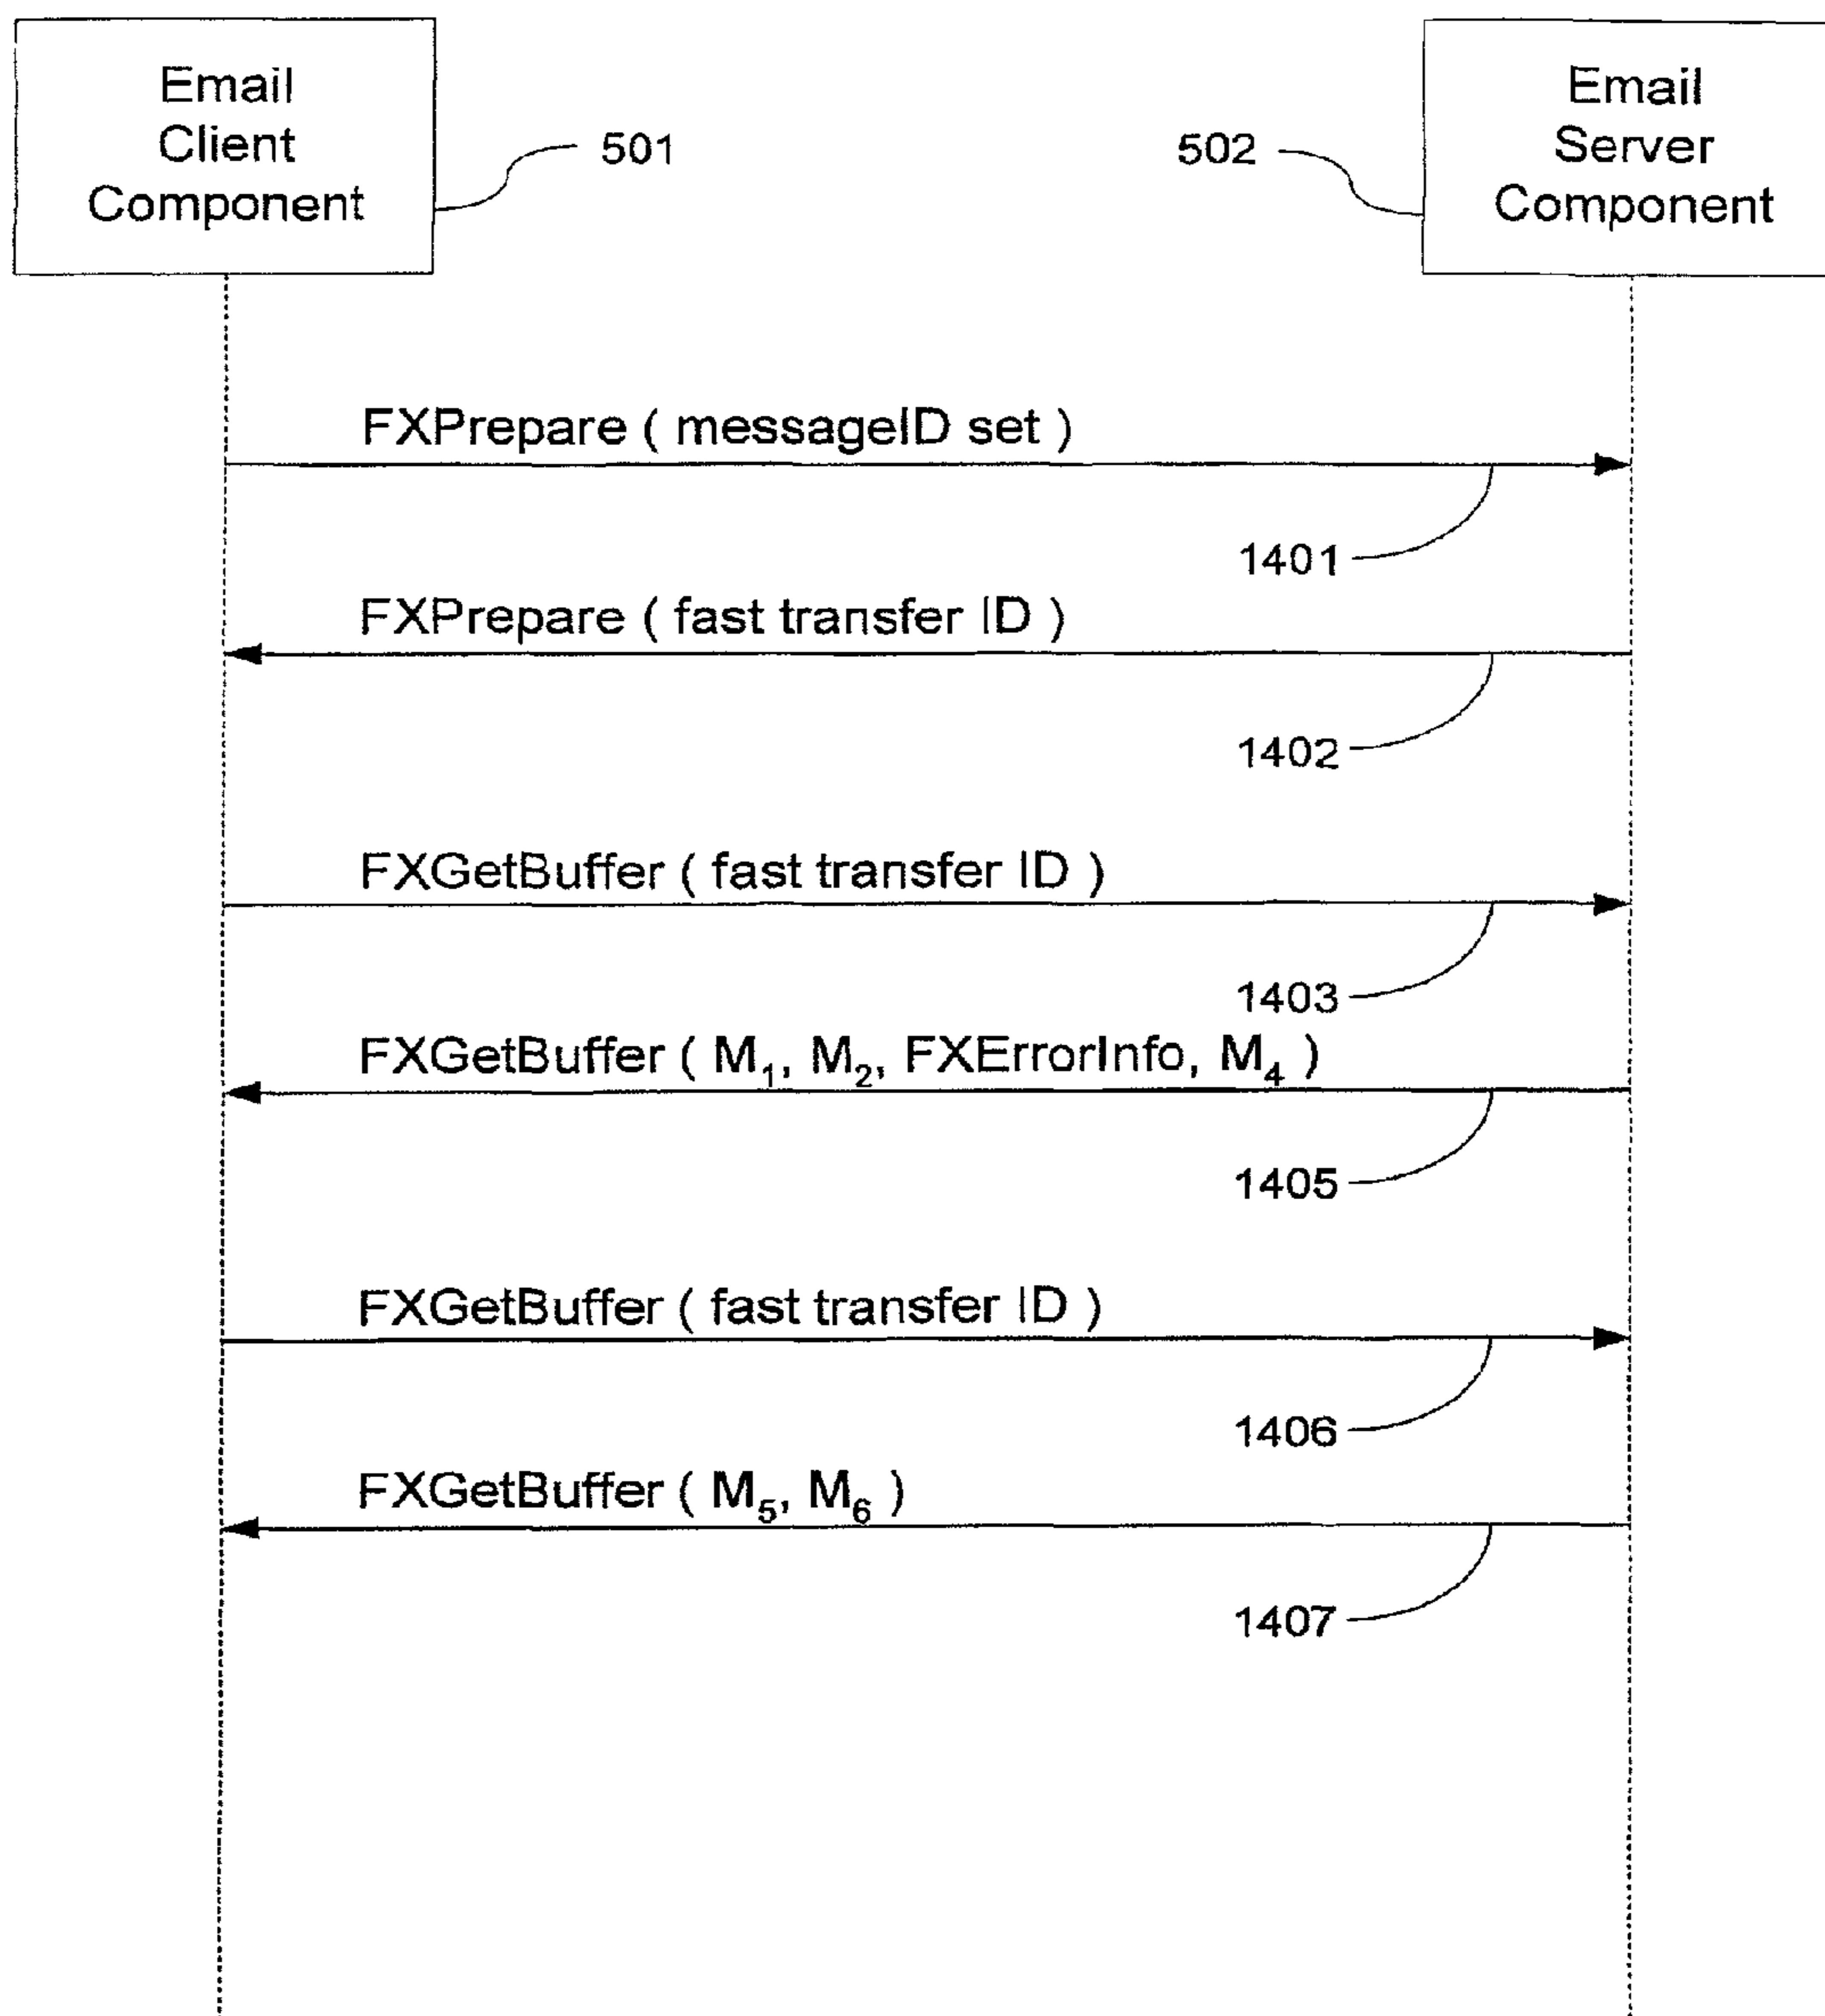 Email
Client
Component
501
502
Email
Server
Component
FXPrepare ( messageID set )
1401
FXPrepare ( fast transfer ID )
1402
FXGetBuffer ( fast transfer ID )
1403
FXGetBuffer ( M₁, M₂, FXErrorInfo, M₄ )
1405
FXGetBuffer ( fast transfer ID )
1406
FXGetBuffer ( M₅, M₆ )
1407